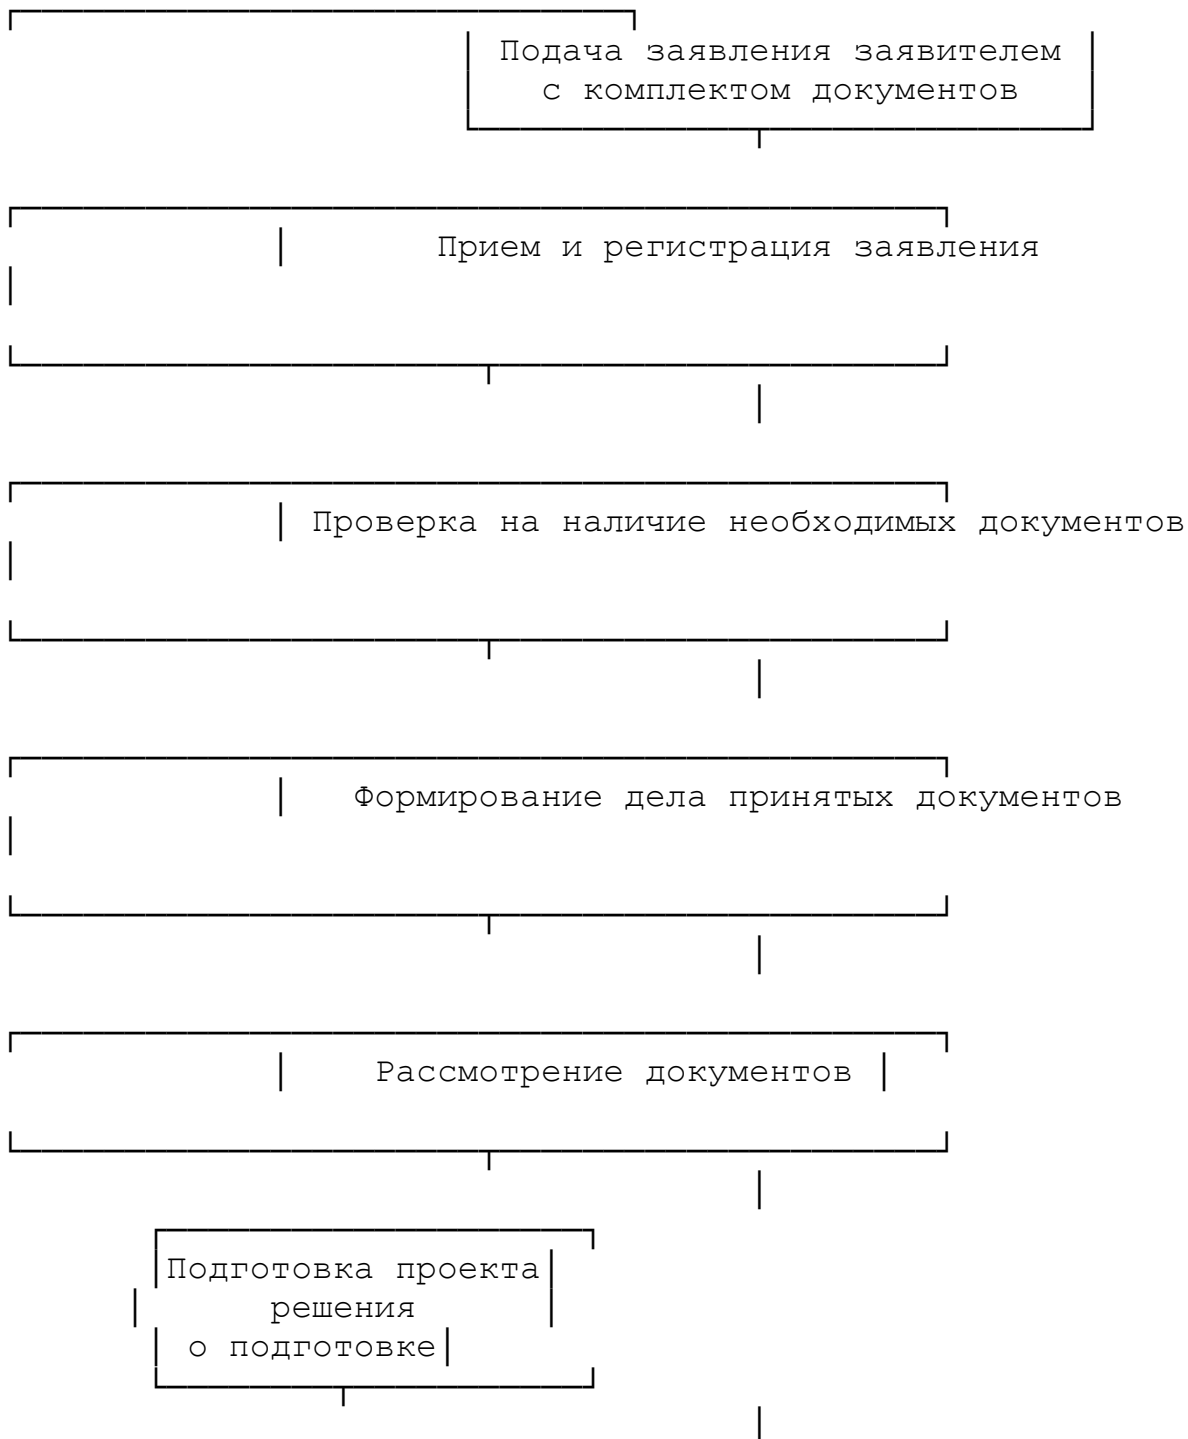 Подача заявления заявителем
с комплектом документов
Прием и регистрация заявления
Проверка на наличие необходимых документов
Формирование дела принятых документов
Рассмотрение документов
Подготовка проекта
решения
о подготовке